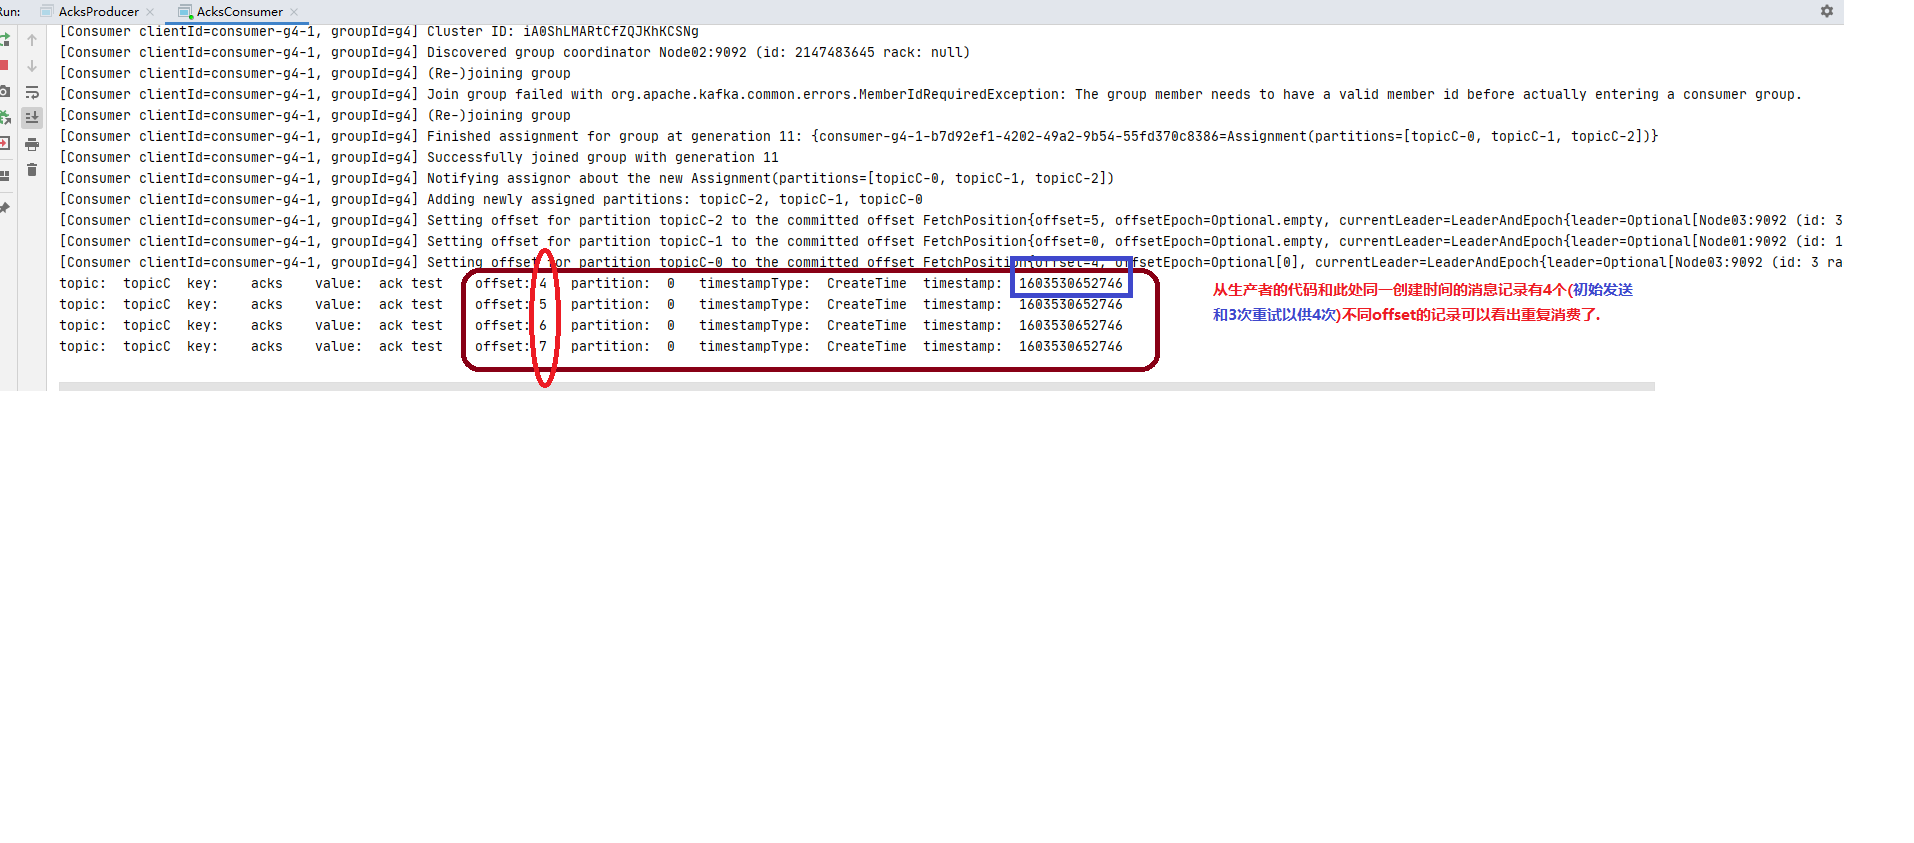 Run: AcksProducer AcksConsumer
[Consumer clientId=consumer-g4-1, groupId=g4] Cluster ID: iA0ShLMARtCfZQJKhKCSNg
[Consumer clientId=consumer-g4-1, groupId=g4] Discovered group coordinator Node02:9092 (id: 2147483645 rack: null)
[Consumer clientId=consumer-g4-1, groupId=g4] (Re-)joining group
[Consumer clientId=consumer-g4-1, groupId=g4] Join group failed with org.apache.kafka.common.errors.MemberIdRequiredException: The group member needs to have a valid member id before actually entering a consumer group.
[Consumer clientId=consumer-g4-1, groupId=g4] (Re-)joining group
[Consumer clientId=consumer-g4-1, groupId=g4] Finished assignment for group at generation 11: {consumer-g4-1-b7d92ef1-4202-49a2-9b54-55fd370c8386=Assignment(partitions=[topicC-0, topicC-1, topicC-2])}
[Consumer clientId=consumer-g4-1, groupId=g4] Successfully joined group with generation 11
[Consumer clientId=consumer-g4-1, groupId=g4] Notifying assignor about the new Assignment(partitions=[topicC-0, topicC-1, topicC-2])
[Consumer clientId=consumer-g4-1, groupId=g4] Adding newly assigned partitions: topicC-2, topicC-1, topicC-0
[Consumer clientId=consumer-g4-1, groupId=g4] Setting offset for partition topicC-2 to the committed offset FetchPosition{offset=5, offsetEpoch=Optional.empty, currentLeader=LeaderAndEpoch{leader=Optional[Node03:9092 (id: 3
[Consumer clientId=consumer-g4-1, groupId=g4] Setting offset for partition topicC-1 to the committed offset FetchPosition{offset=0, offsetEpoch=Optional.empty, currentLeader=LeaderAndEpoch{leader=Optional[Node01:9092 (id: 1
[Consumer clientId=consumer-g4-1, groupId=g4] Setting offset for partition topicC-0 to the committed offset FetchPosition{offset=4, offsetEpoch=Optional[0], currentLeader=LeaderAndEpoch{leader=Optional[Node03:9092 (id: 3 ra
topic: topicC key: acks value: ack test offset: 4 partition: 0 timestampType: CreateTime timestamp: 1603530652746
topic: topicC key: acks value: ack test offset: 5 partition: 0 timestampType: CreateTime timestamp: 1603530652746
topic: topicC key: acks value: ack test offset: 6 partition: 0 timestampType: CreateTime timestamp: 1603530652746
topic: topicC key: acks value: ack test offset: 7 partition: 0 timestampType: CreateTime timestamp: 1603530652746
从生产者的代码和此处同一创建时间的消息记录有4个(初始发送
和3次重试以供4次)不同offset的记录可以看出重复消费了.